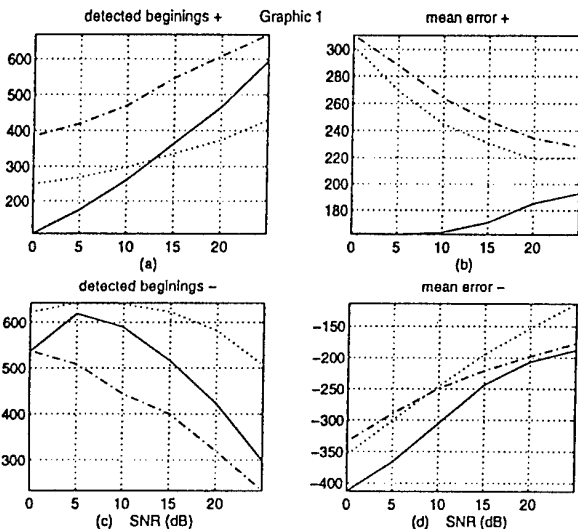 detected beginings + Graphic 1 mean error +
600
500
400
300
200
0 5 10 15 20
(a)
310
300
280
260
240
220
200
180
160
0 5 10 15 20
(b)
detected beginings –
600
500
400
300
0 5 10 15 20
(c) SNR (dB)
mean error –
-150
-200
-250
-300
-350
-400
0 5 10 15 20
(d) SNR (dB)